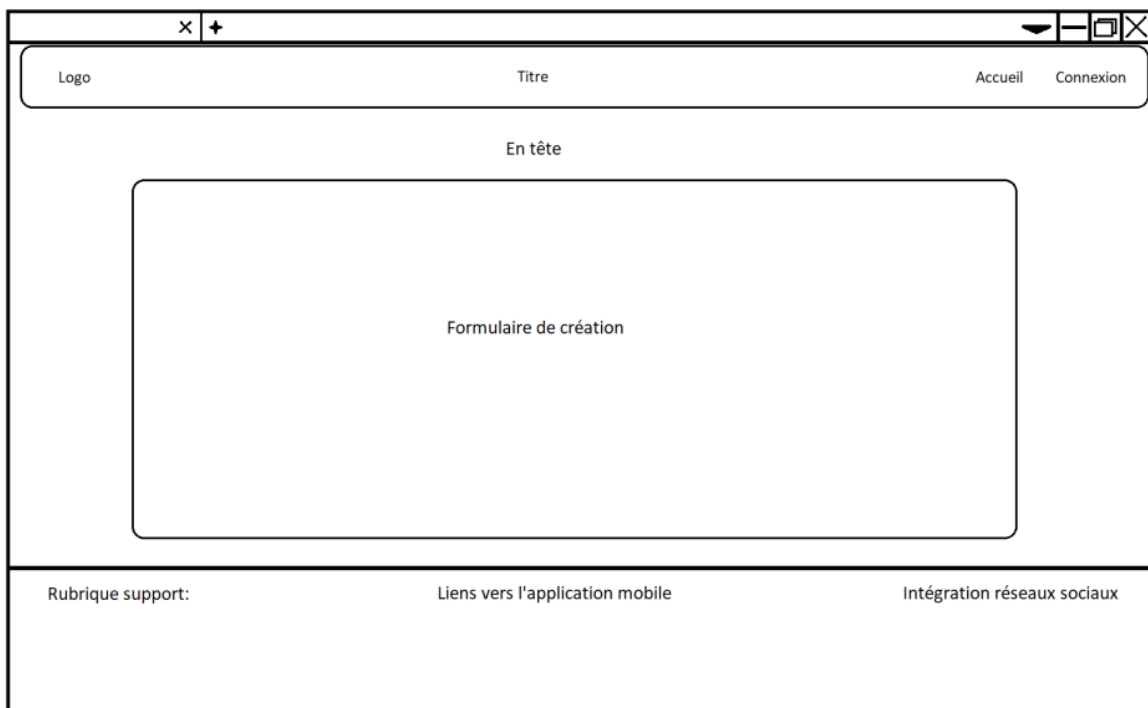 Logo
Titre
Accueil
Connexion
En tête
Formulaire de création
Rubrique support:
Liens vers l'application mobile
Intégration réseaux sociaux